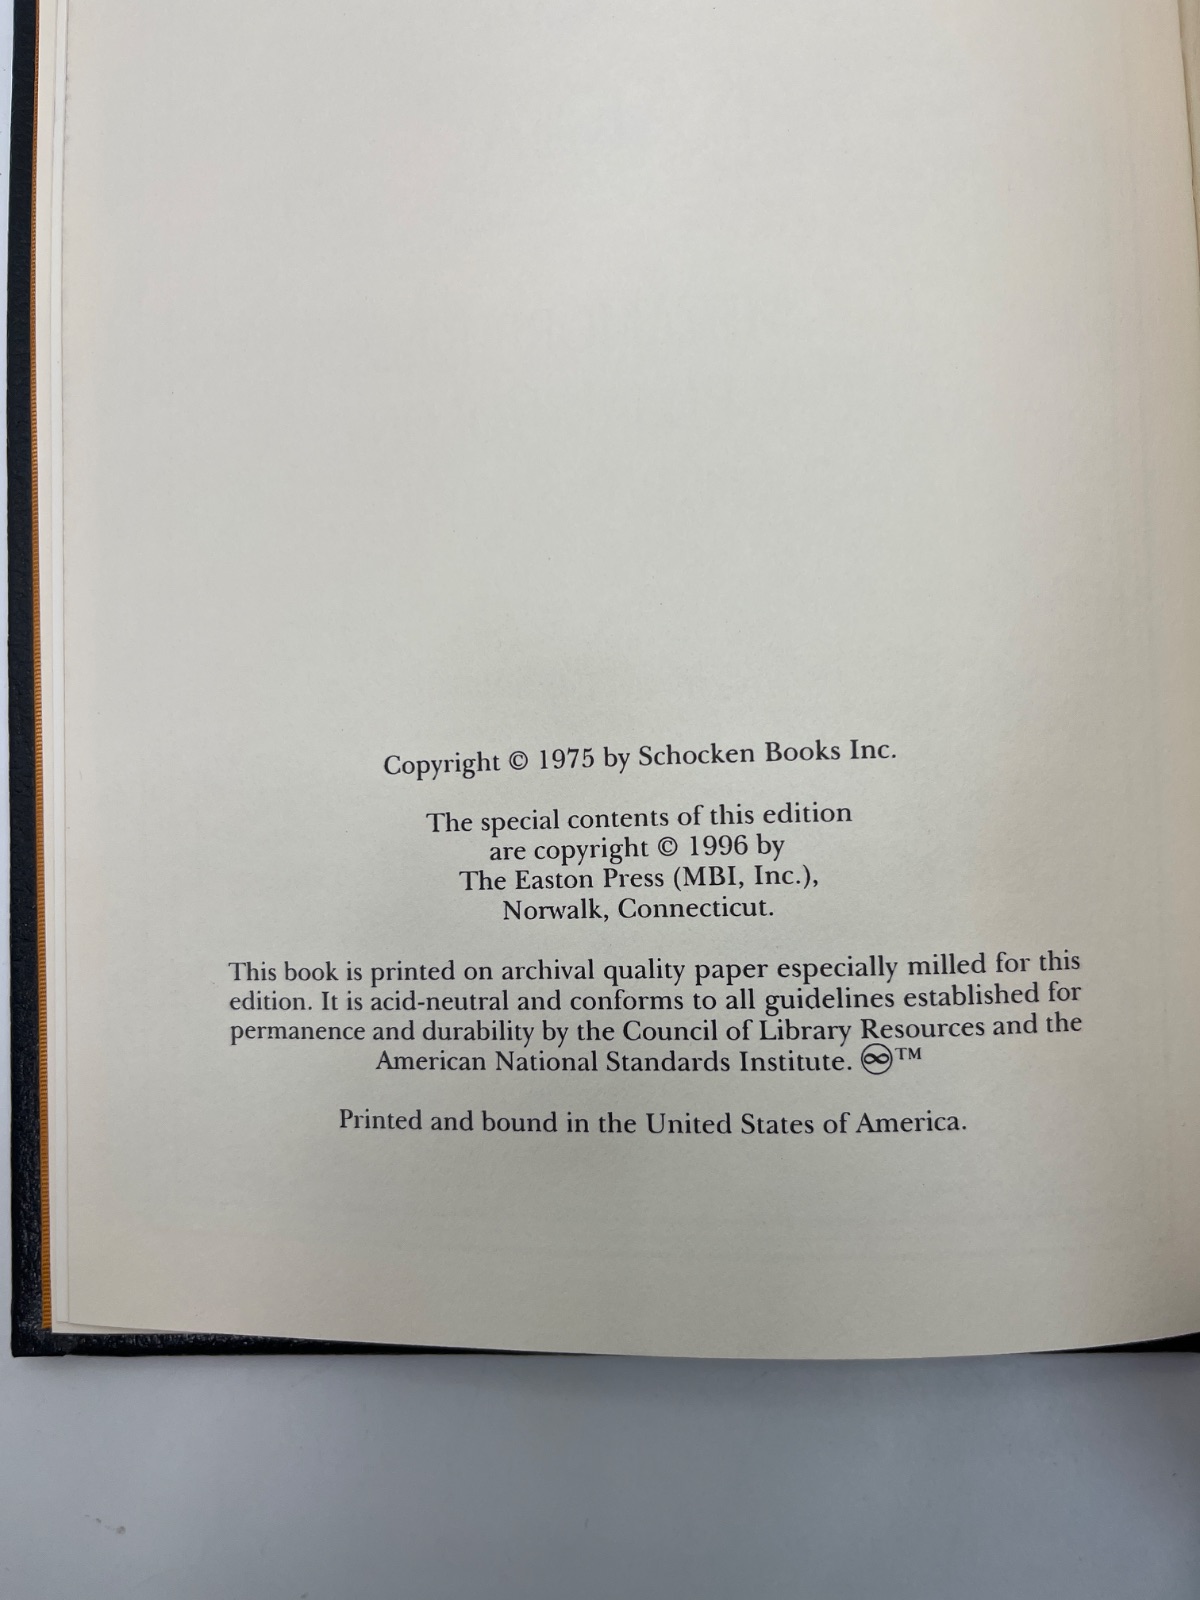 Copyright © 1975 by Schocken Books Inc.
The special contents of this edition
are copyright © 1996 by
The Easton Press (MBI, Inc.),
Norwalk, Connecticut.
This book is printed on archival quality paper especially milled for this
edition. It is acid-neutral and conforms to all guidelines established for
permanence and durability by the Council of Library Resources and the
American National Standards Institute. ♾™
Printed and bound in the United States of America.